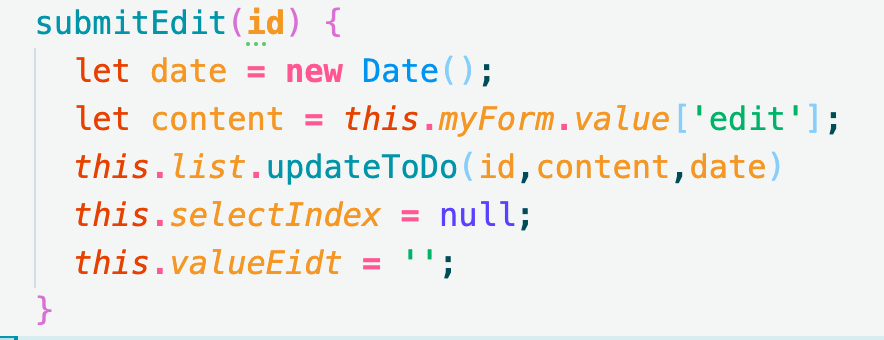 submitEdit(id) {
let date = new Date();
let content = this.myForm.value['edit'];
this.list.updateToDo(id,content,date)
this.selectIndex = null;
this.valueEidt = '';
}